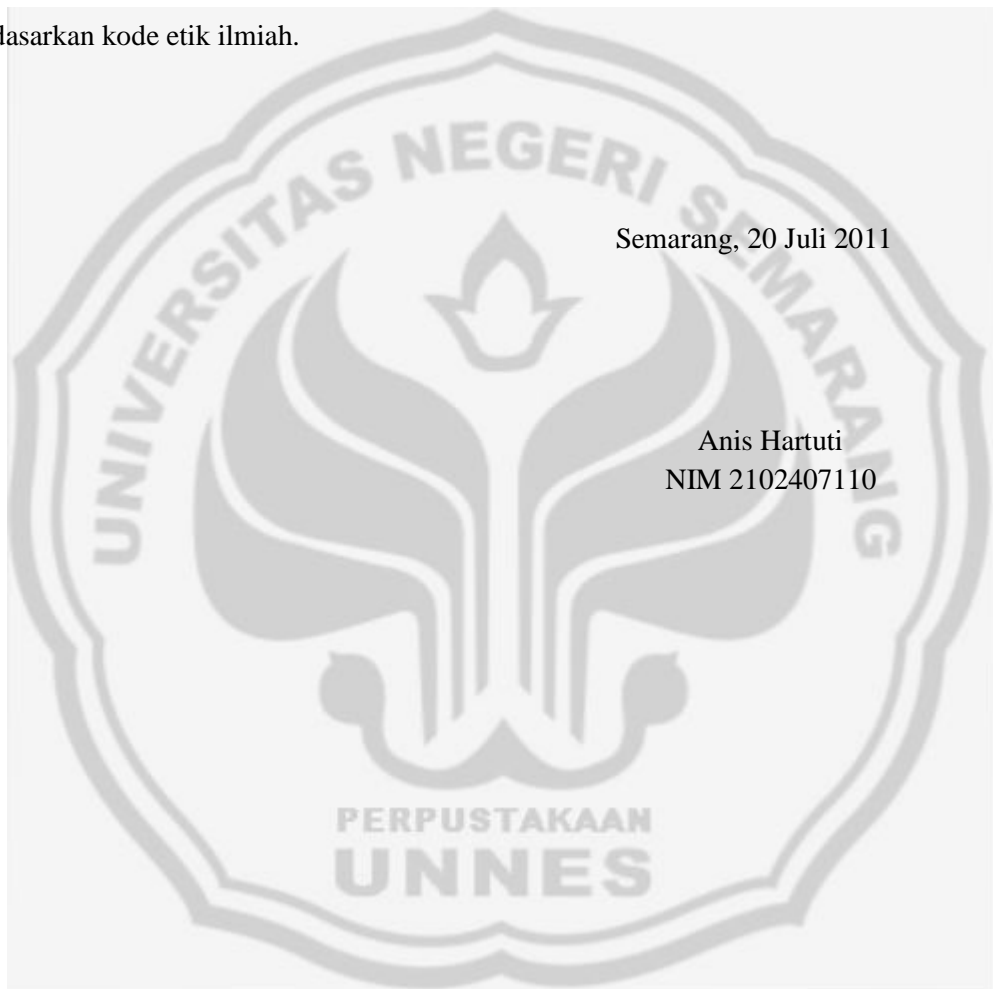 dasarkan kode etik ilmiah.
UNIVERSITAS NEGERI SEMARANG
Semarang, 20 Juli 2011
Anis Hartuti
NIM 2102407110
PERPUSTAKAAN
UNNES